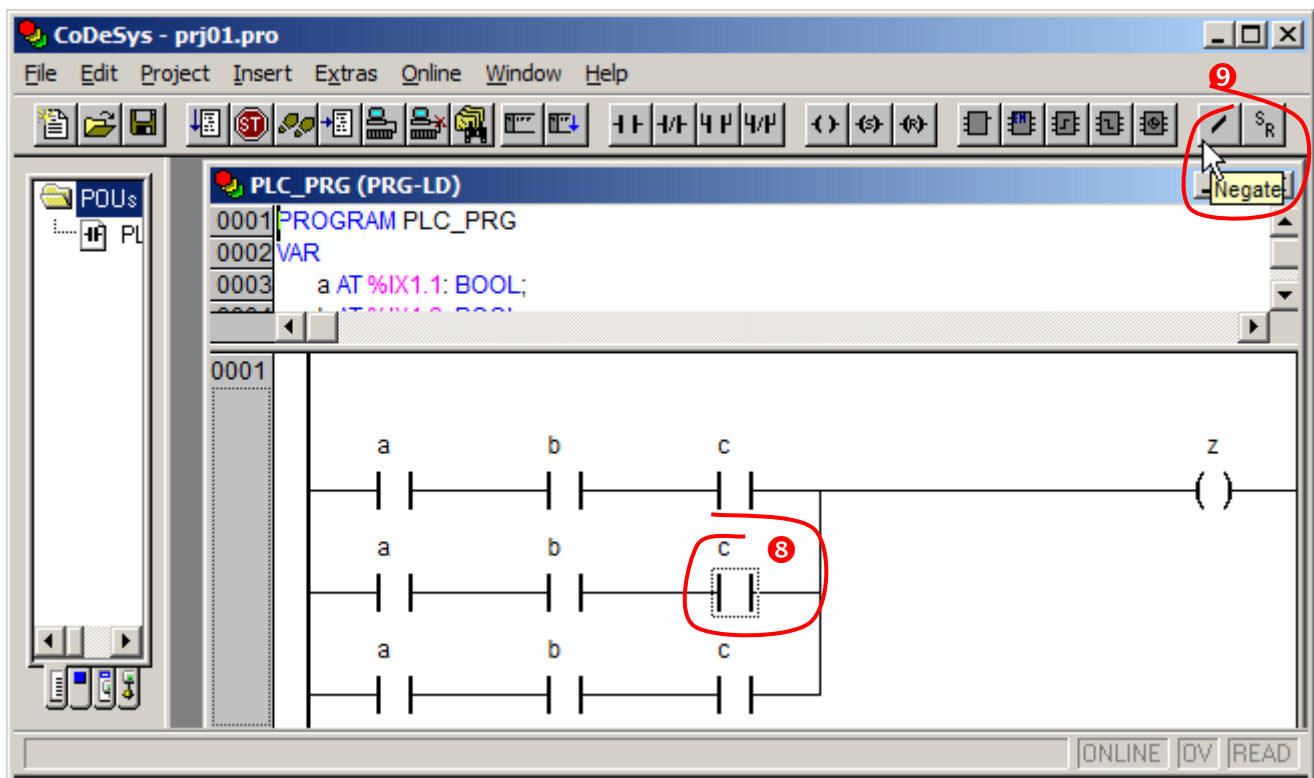 CoDeSys - prj01.pro
File Edit Project Insert Extras Online Window Help
9
S R
Negate
POUs
PL
PLC_PRG (PRG-LD)
0001 PROGRAM PLC_PRG
0002 VAR
0003 a AT %IX1.1: BOOL;
0001
a b c z
a b c 8
a b c
ONLINE OV READ